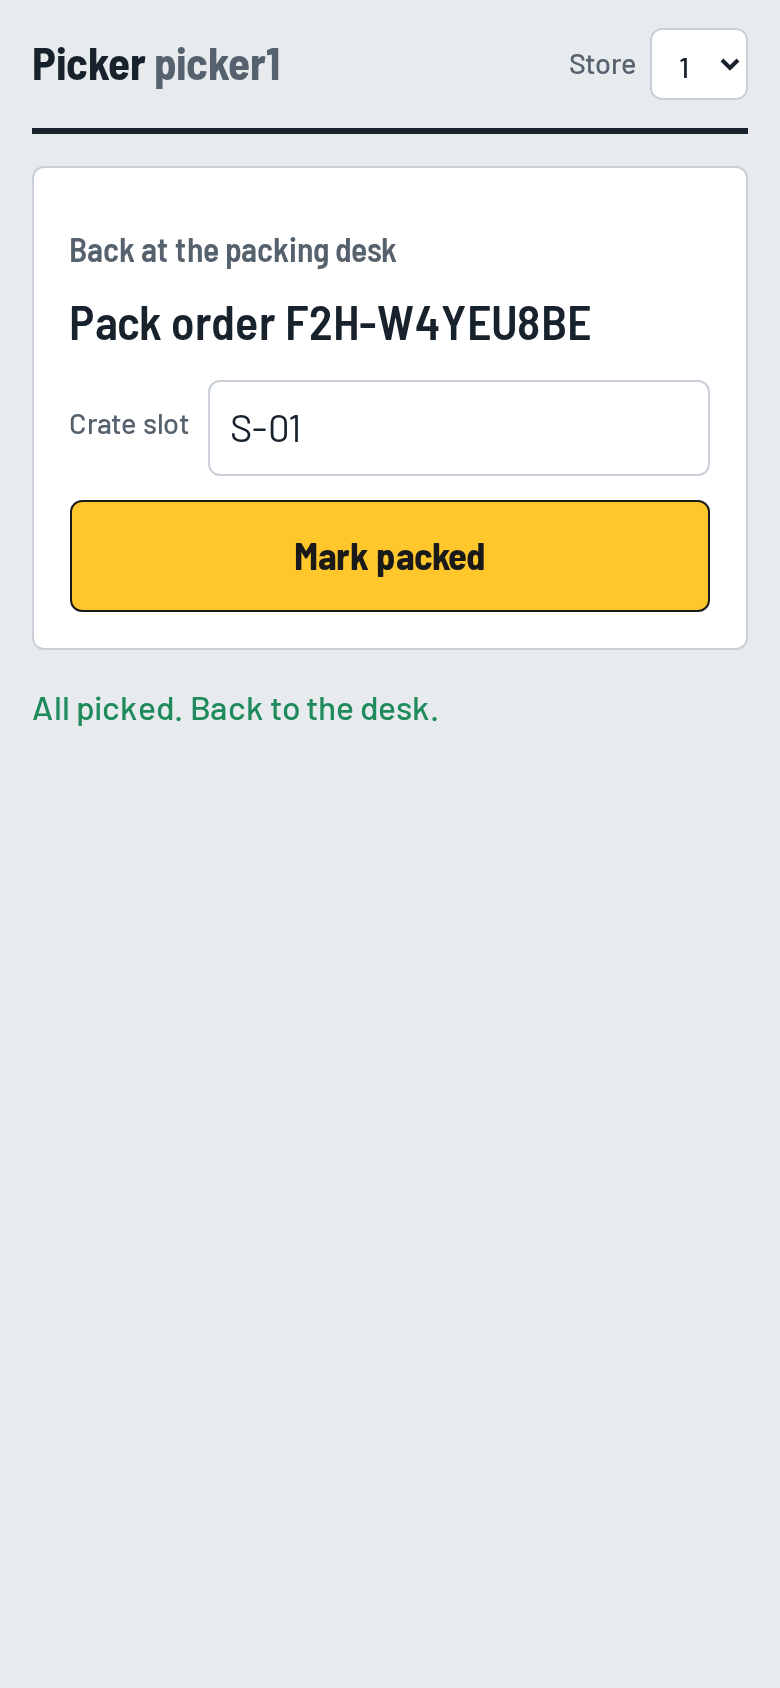 Picker picker1
Store 1
Back at the packing desk
Pack order F2H-W4YEU8BE
Crate slot S-01
Mark packed
All picked. Back to the desk.